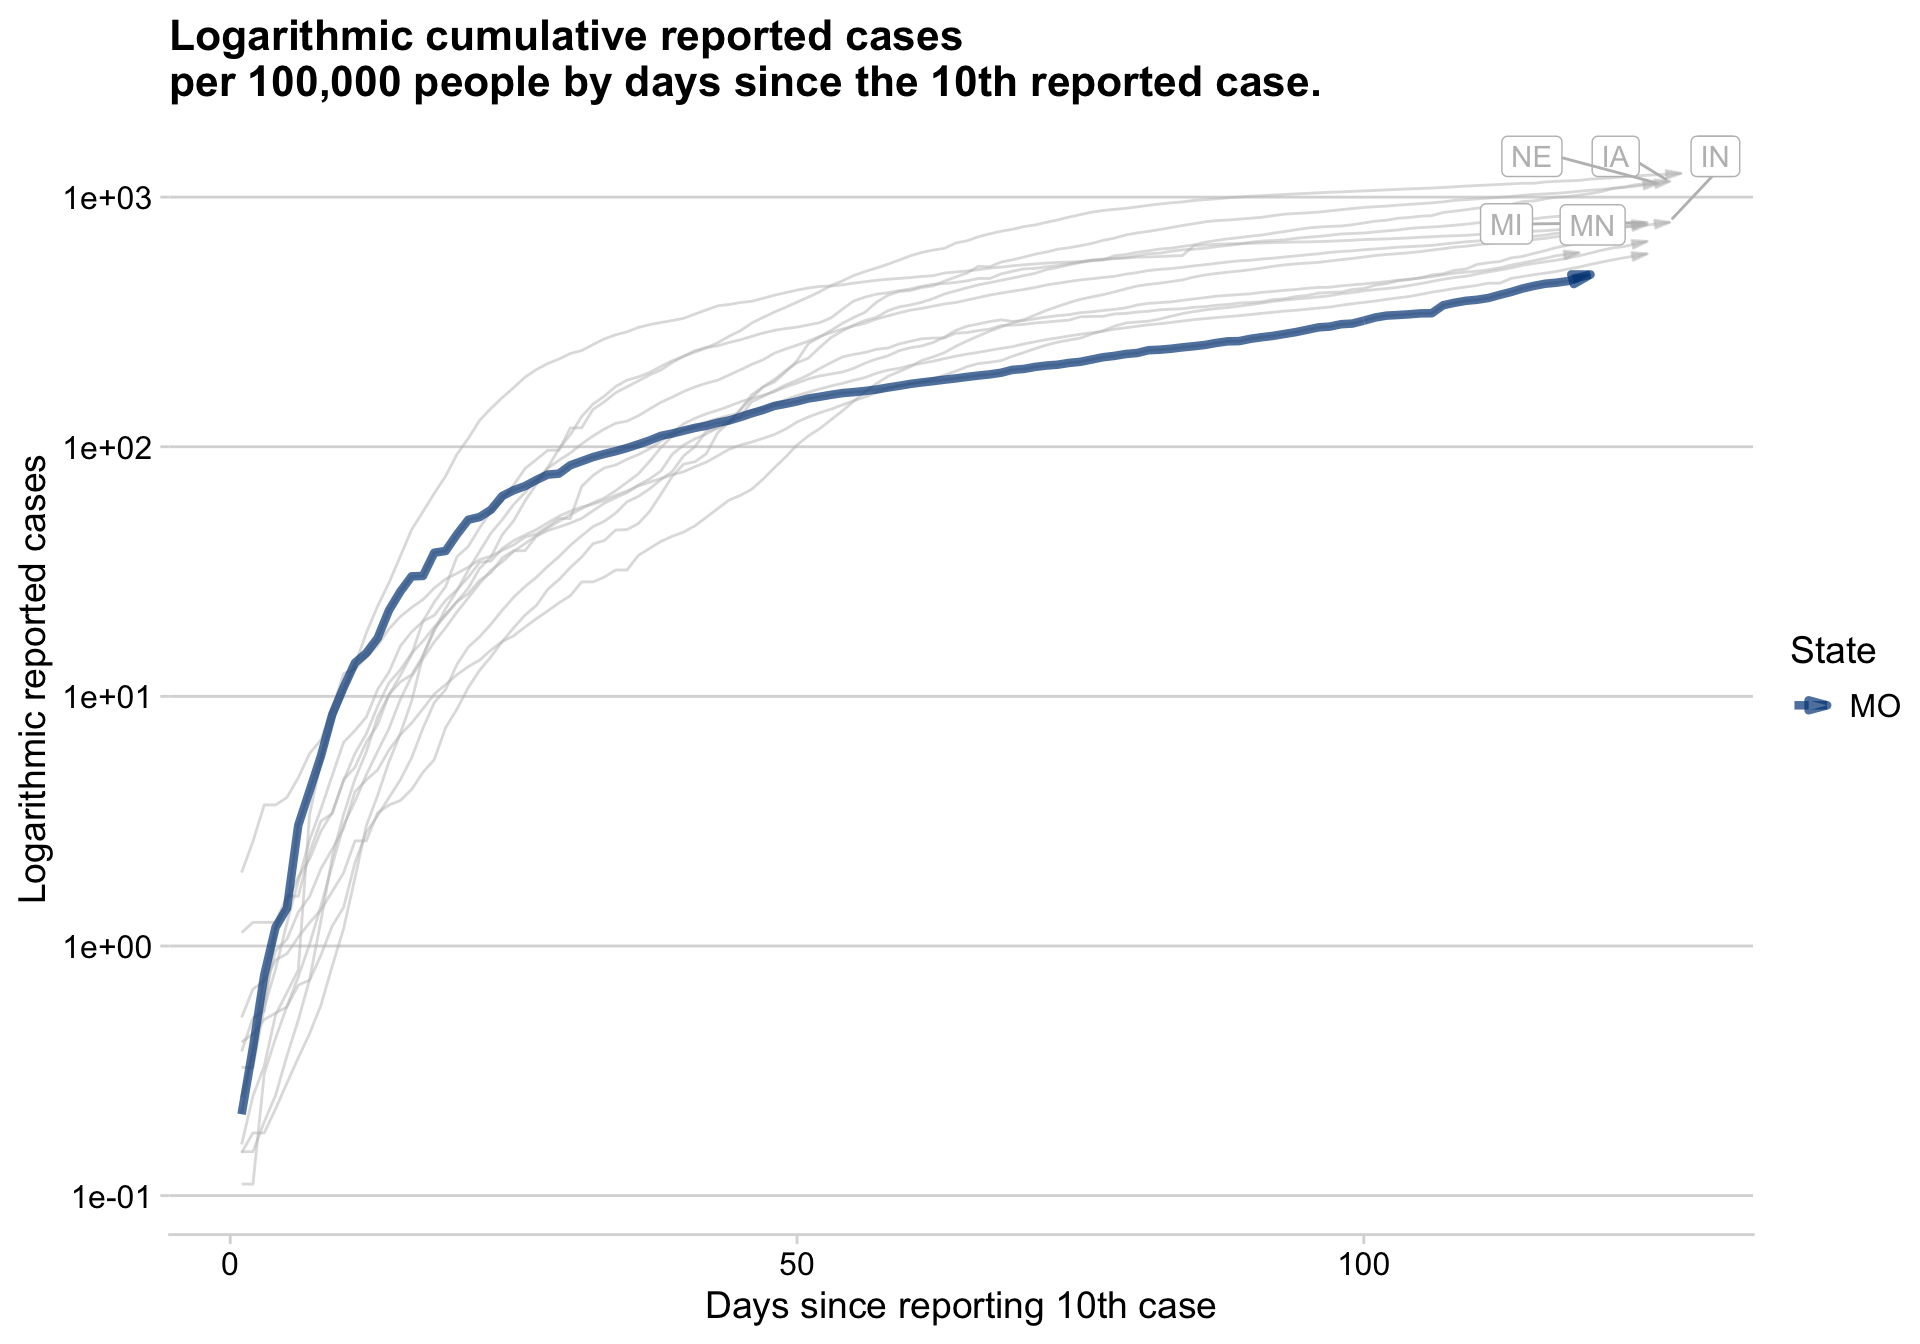 Logarithmic cumulative reported cases
per 100,000 people by days since the 10th reported case.
NE IA IN
MI MN
1e+03
1e+02
1e+01
1e+00
1e-01
Logarithmic reported cases
0 50 100
Days since reporting 10th case
State
MO